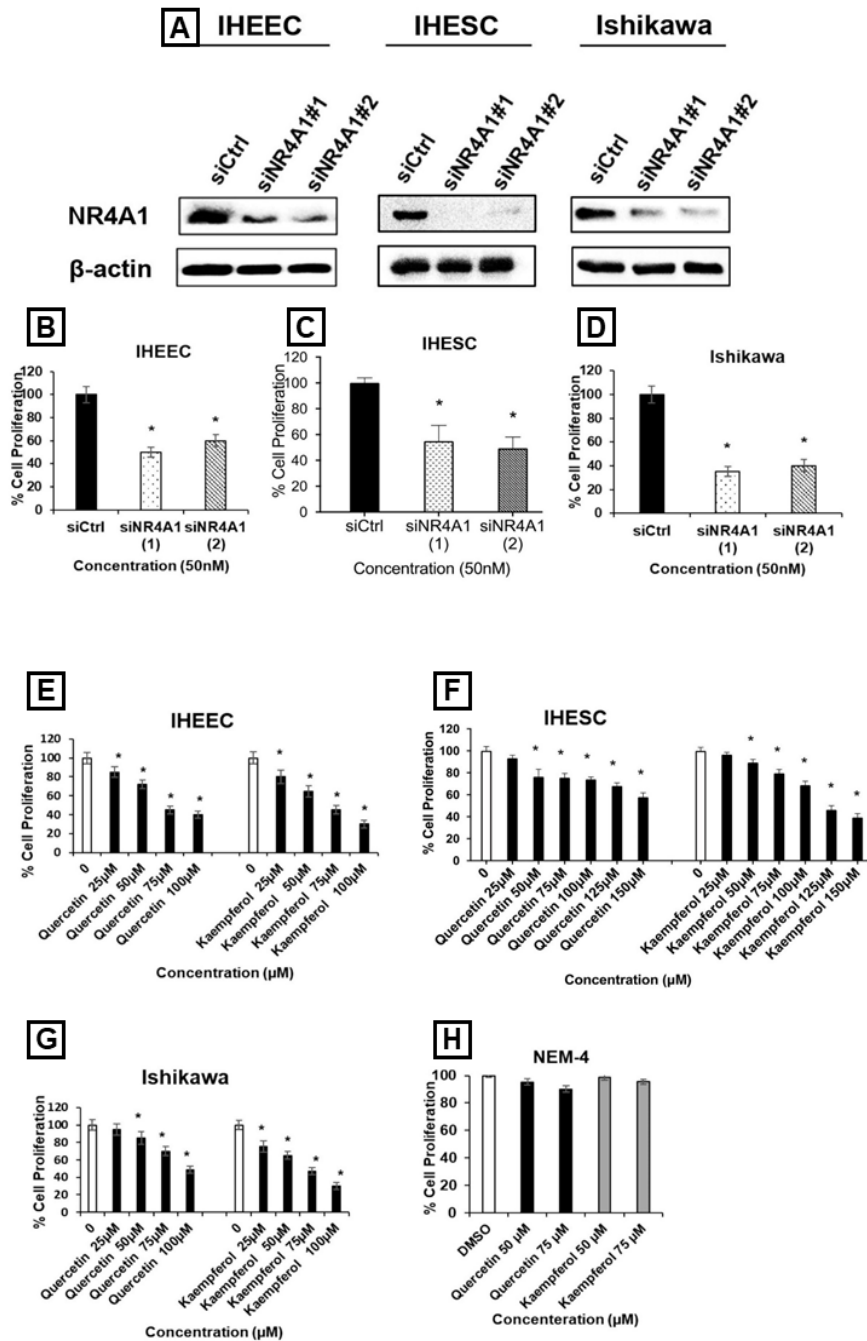 A
IHEEC
IHESC
Ishikawa
siCtrl
siNR4A1#1
siNR4A1#2
siCtrl
siNR4A1#1
siNR4A1#2
siCtrl
siNR4A1#1
siNR4A1#2
NR4A1
β-actin
B
IHEEC
% Cell Proliferation
120
100
80
60
40
20
0
*
*
siCtrl
siNR4A1
(1)
siNR4A1
(2)
Concentration (50nM)
C
IHESC
% Cell Proliferation
120
100
80
60
40
20
0
*
*
siCtrl
siNR4A1
(1)
siNR4A1
(2)
Concentration (50nM)
D
Ishikawa
% Cell Proliferation
120
100
80
60
40
20
0
*
*
siCtrl
siNR4A1
(1)
siNR4A1
(2)
Concentration (50nM)
E
IHEEC
% Cell Proliferation
120
100
80
60
40
20
0
* * * *
* * * *
0
Quercetin 25μM
Quercetin 50μM
Quercetin 75μM
Quercetin 100μM
0
Kaempferol 25μM
Kaempferol 50μM
Kaempferol 75μM
Kaempferol 100μM
Concentration (μM)
F
IHESC
% Cell Proliferation
120
100
80
60
40
20
0
* * * * *
* * * * *
0
Quercetin 25μM
Quercetin 50μM
Quercetin 75μM
Quercetin 100μM
Quercetin 125μM
Quercetin 150μM
0
Kaempferol 25μM
Kaempferol 50μM
Kaempferol 75μM
Kaempferol 100μM
Kaempferol 125μM
Kaempferol 150μM
Concentration (μM)
G
Ishikawa
% Cell Proliferation
120
100
80
60
40
20
0
* * *
* * * *
0
Quercetin 25μM
Quercetin 50μM
Quercetin 75μM
Quercetin 100μM
0
Kaempferol 25μM
Kaempferol 50μM
Kaempferol 75μM
Kaempferol 100μM
Concentration (μM)
H
NEM-4
% Cell Proliferation
100
80
60
40
20
0
DMSO
Quercetin 50 μM
Quercetin 75 μM
Kaempferol 50 μM
Kaempferol 75 μM
Concenteration (μM)